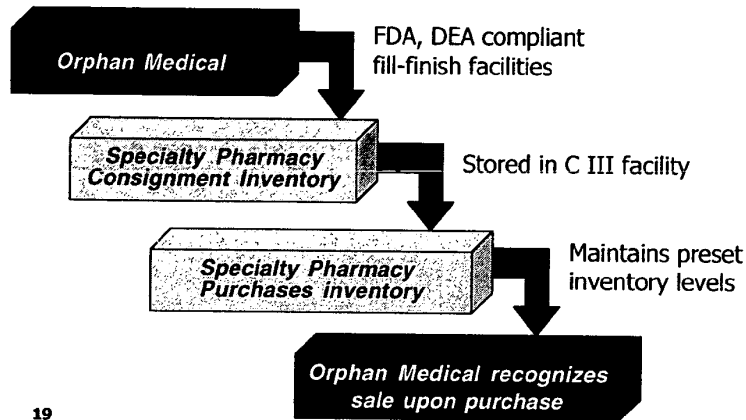 Orphan Medical
FDA, DEA compliant
fill-finish facilities
Specialty Pharmacy
Consignment Inventory
Stored in C III facility
Specialty Pharmacy
Purchases inventory
Maintains preset
inventory levels
Orphan Medical recognizes
sale upon purchase
19